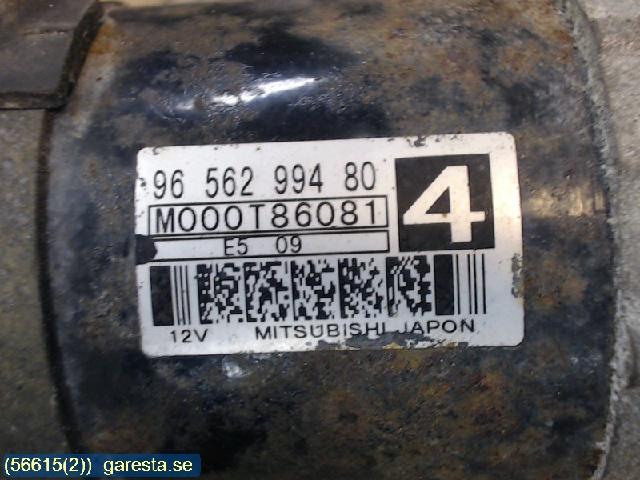 96 562 994 80
M000T86081
4
E5 09
12V MITSUBISHI JAPON
(56615(2)) garesta.se